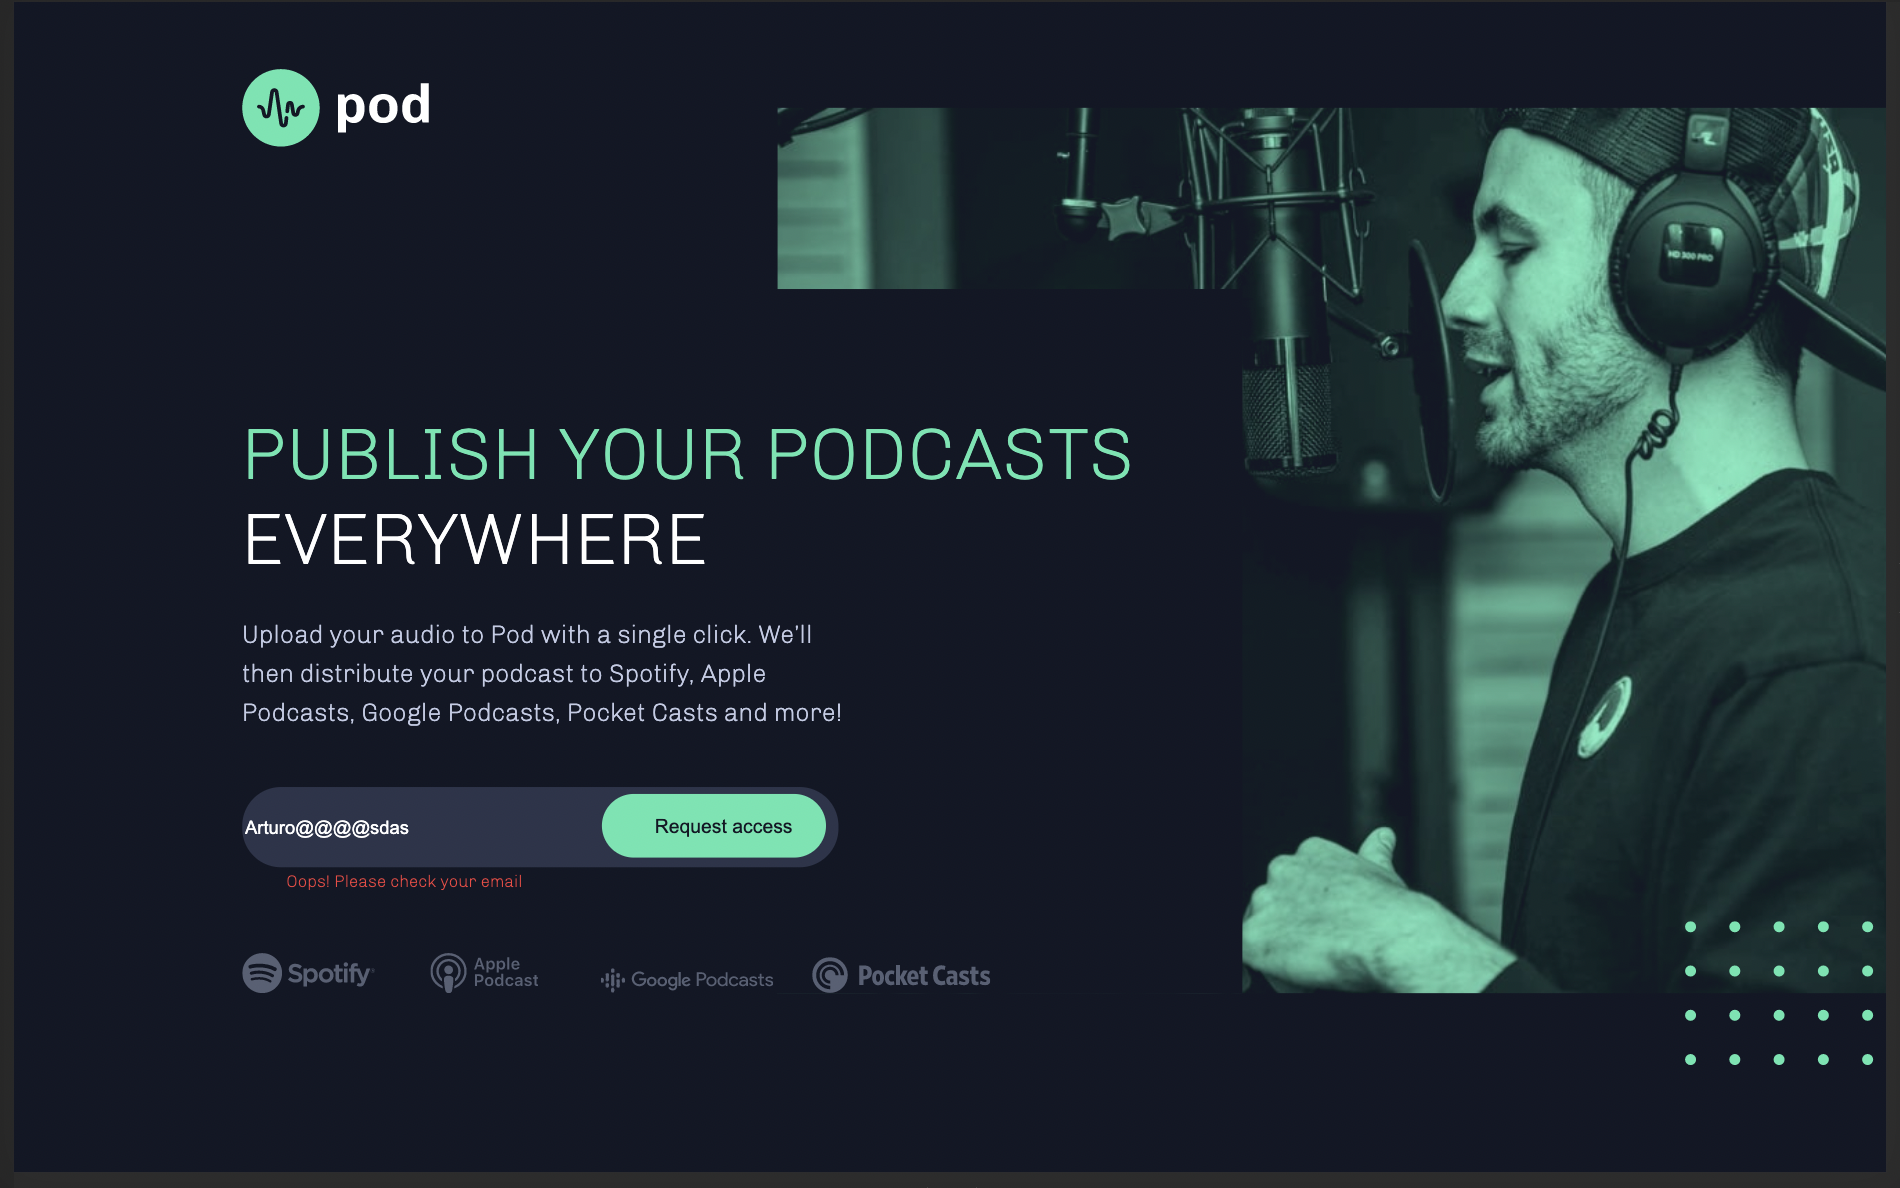 pod
HD 300 PRO
PUBLISH YOUR PODCASTS
EVERYWHERE
Upload your audio to Pod with a single click. We’ll
then distribute your podcast to Spotify, Apple
Podcasts, Google Podcasts, Pocket Casts and more!
Arturo@@@@sdas
Request access
Oops! Please check your email
Spotify
Apple
Podcast
Google Podcasts
Pocket Casts